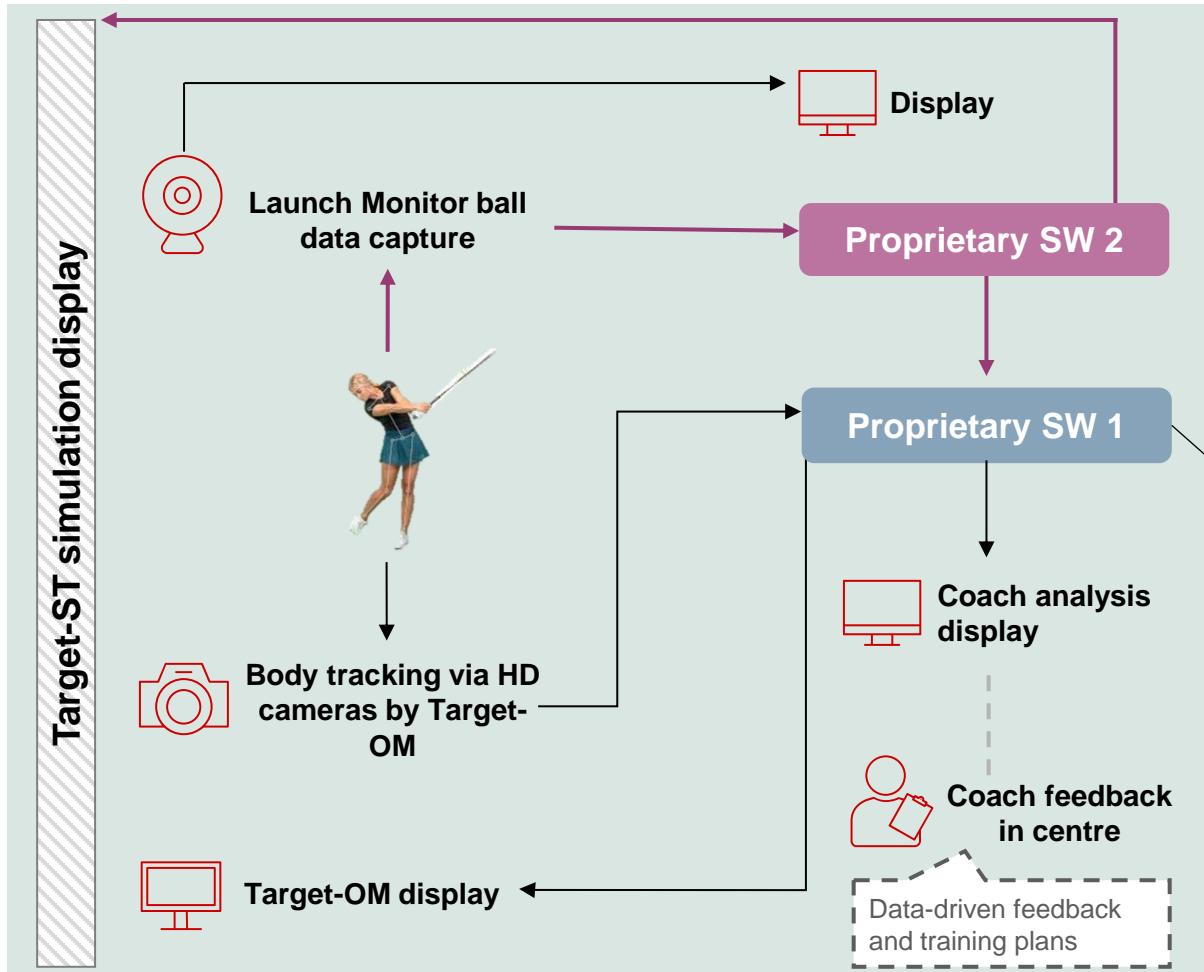 Target-ST simulation display
Display
Launch Monitor ball
data capture
Proprietary SW 2
Proprietary SW 1
Coach analysis
display
Body tracking via HD
cameras by Target-
OM
Coach feedback
in centre
Target-OM display
Data-driven feedback
and training plans